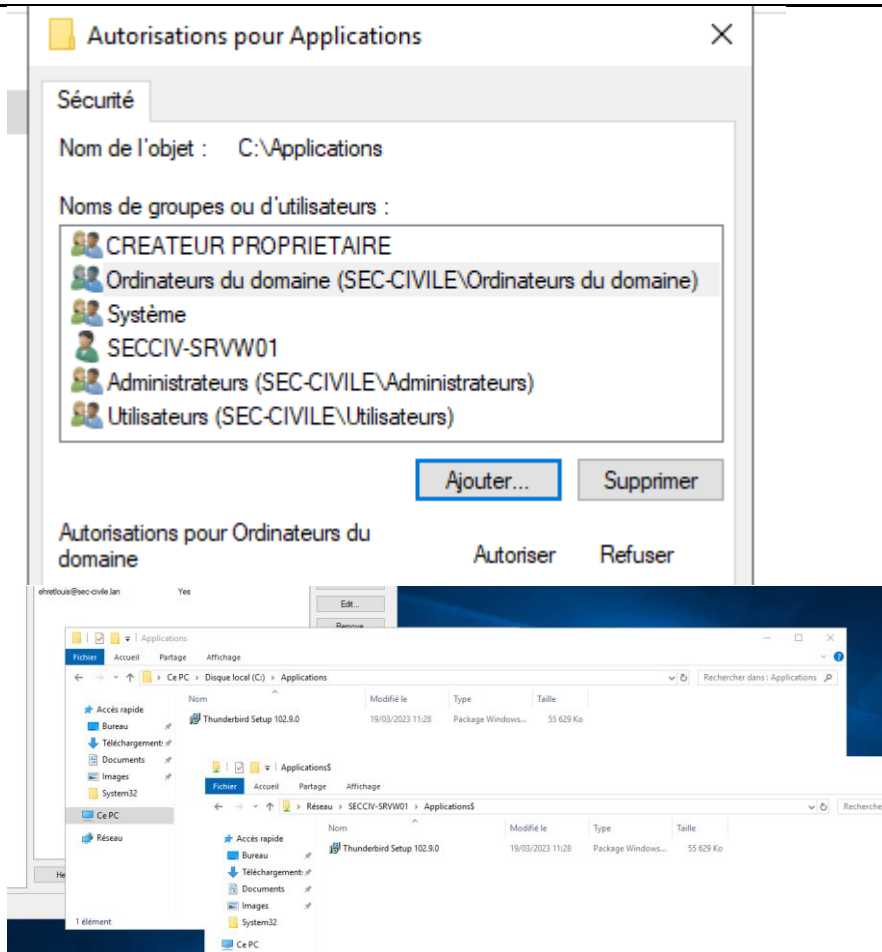 Autorisations pour Applications
Sécurité
Nom de l'objet : C:\Applications
Noms de groupes ou d'utilisateurs :
CREATEUR PROPRIETAIRE
Ordinateurs du domaine (SEC-CIVILE\Ordinateurs du domaine)
Système
SECCIV-SRVW01
Administrateurs (SEC-CIVILE\Administrateurs)
Utilisateurs (SEC-CIVILE\Utilisateurs)
Ajouter... Supprimer
Autorisations pour Ordinateurs du
domaine Autoriser Refuser
ehretlouis@sec-civile.lan Yes
Edit...
Remove
Applications
Fichier Accueil Partage Affichage
Ce PC > Disque local (C:) > Applications
Rechercher dans : Applications
Nom Modifié le Type Taille
Thunderbird Setup 102.9.0 19/03/2023 11:28 Package Windows... 55 629 Ko
Accès rapide
Bureau
Téléchargements
Documents
Images
System32
Ce PC
Réseau
He
1 élément
Applications$
Fichier Accueil Partage Affichage
Réseau > SECCIV-SRVW01 > Applications$
Recherche
Nom Modifié le Type Taille
Thunderbird Setup 102.9.0 19/03/2023 11:28 Package Windows... 55 629 Ko
Accès rapide
Bureau
Téléchargements
Documents
Images
System32
Ce PC